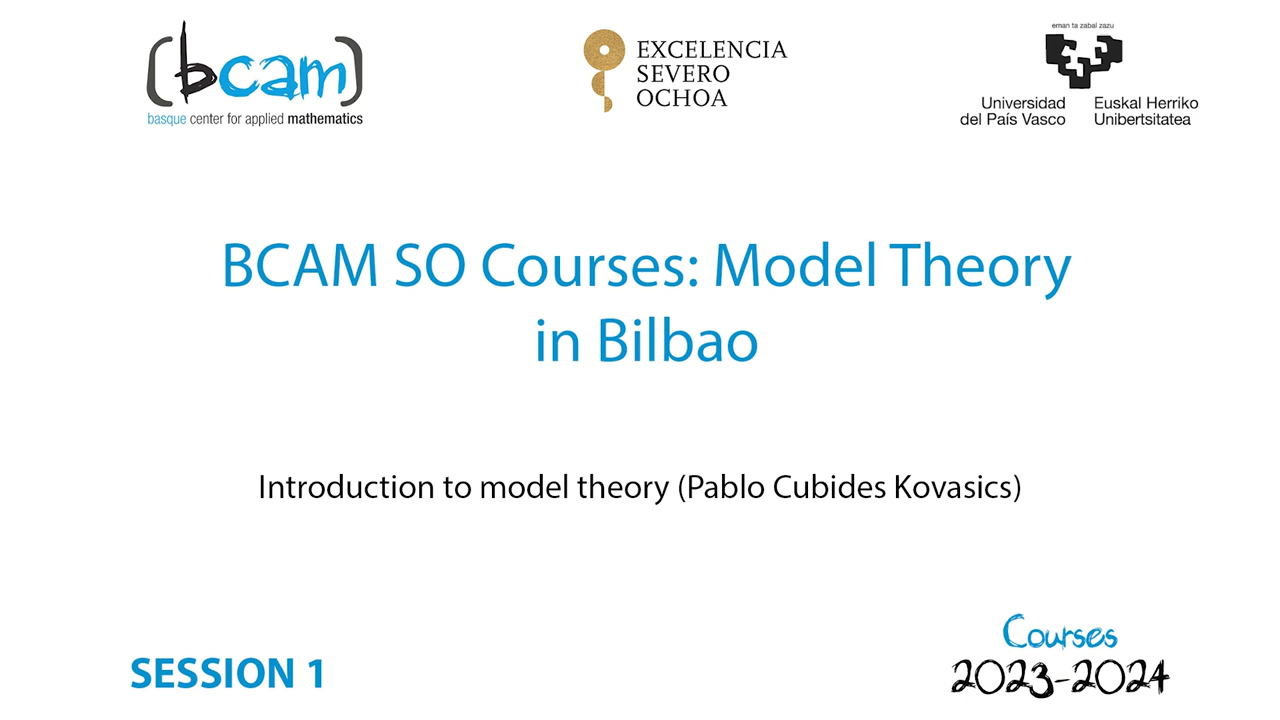 (bcam)
basque center for applied mathematics
EXCELENCIA
SEVERO
OCHOA
eman ta zabal zazu
Universidad
del País Vasco
Euskal Herriko
Unibertsitatea
BCAM SO Courses: Model Theory
in Bilbao
Introduction to model theory (Pablo Cubides Kovasics)
SESSION 1
Courses
2023-2024